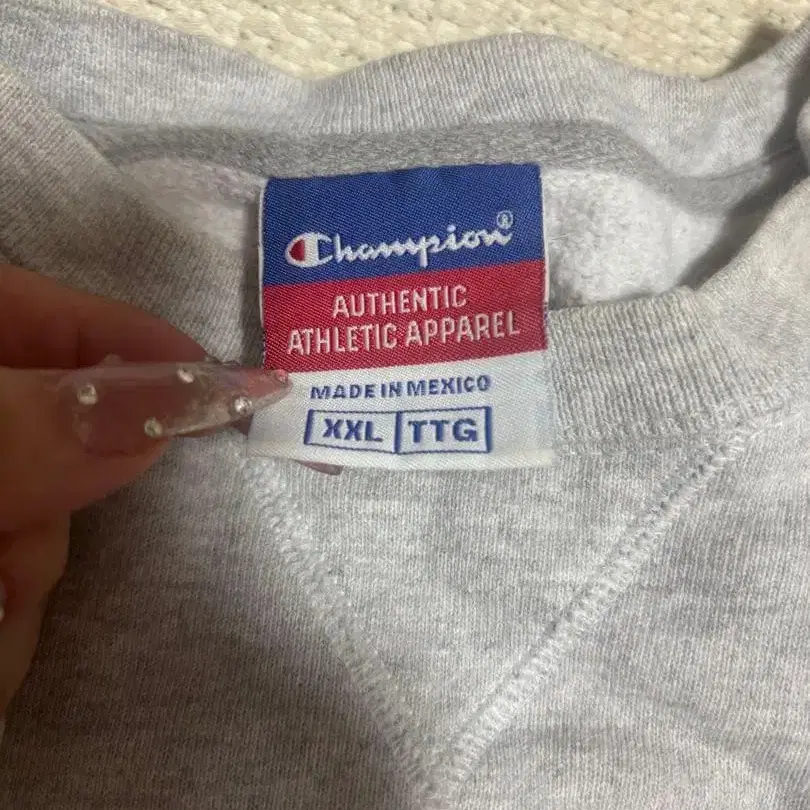 Champion®
AUTHENTIC
ATHLETIC APPAREL
MADE IN MEXICO
XXL TTG